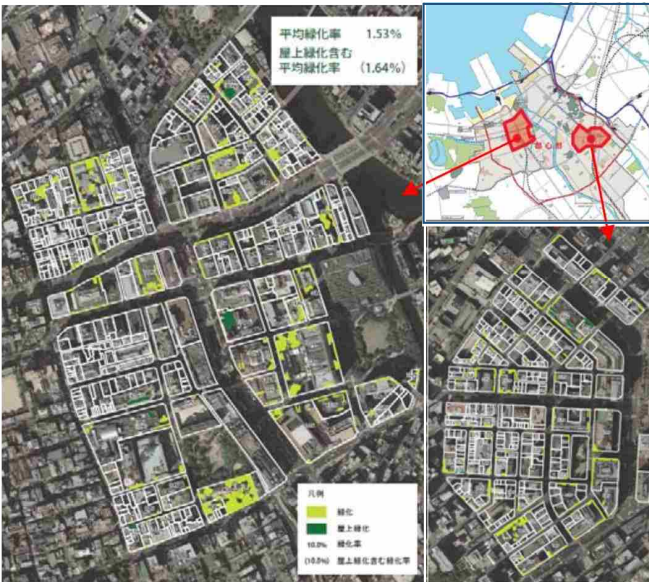 平均緑化率 1.53%
屋上緑化含む
平均緑化率 (1.64%)
都心部
凡例
緑化
屋上緑化
10.0% 緑化率
(10.0%) 屋上緑化含む緑化率